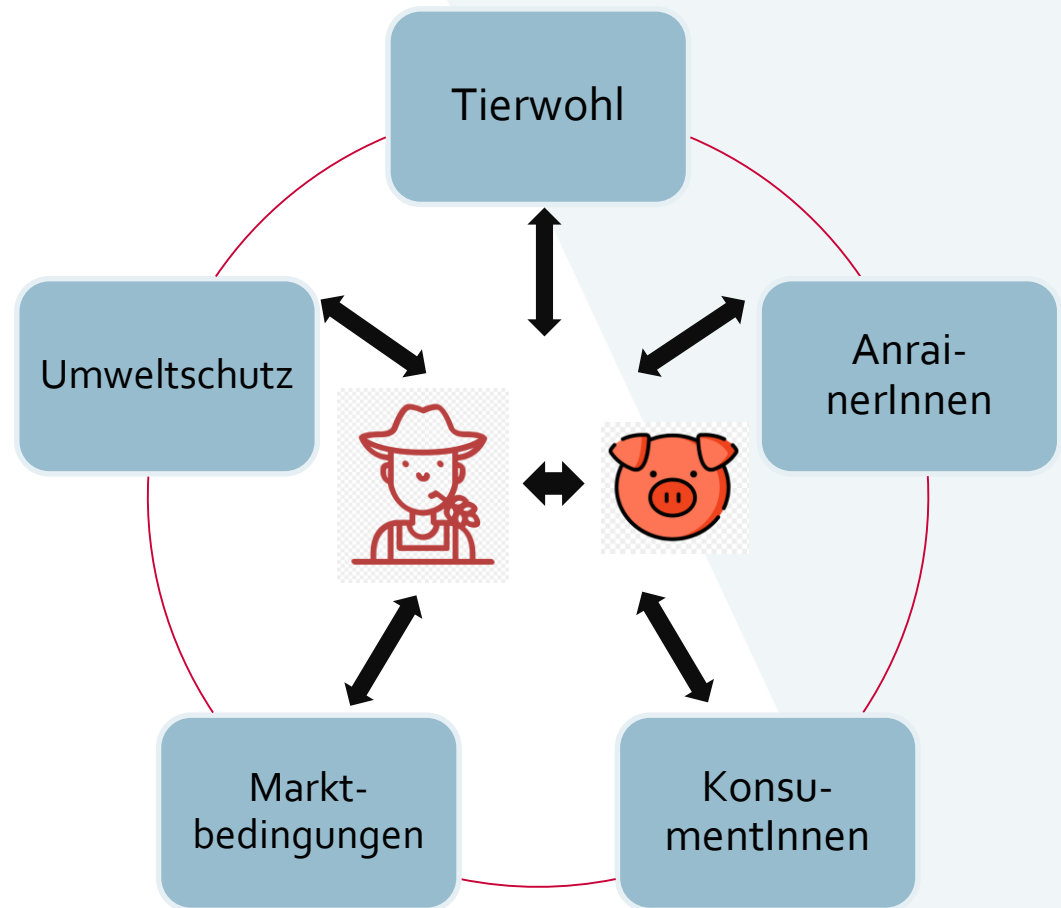 Tierwohl
Umweltschutz
Anrai-
nerInnen
Markt-
bedingungen
Konsu-
mentInnen